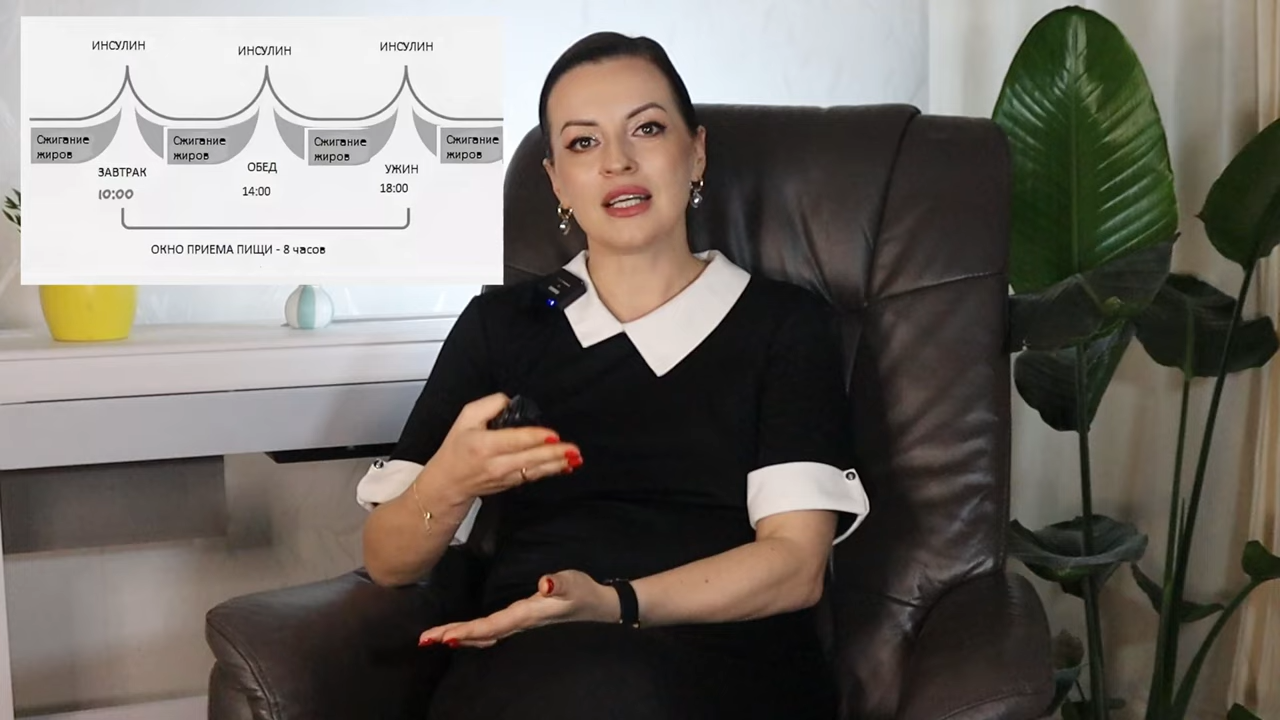 ИНСУЛИН ИНСУЛИН ИНСУЛИН
Сжигание Сжигание Сжигание Сжигание
жиров жиров жиров жиров
ЗАВТРАК ОБЕД УЖИН
10:00 14:00 18:00
ОКНО ПРИЕМА ПИЩИ - 8 часов